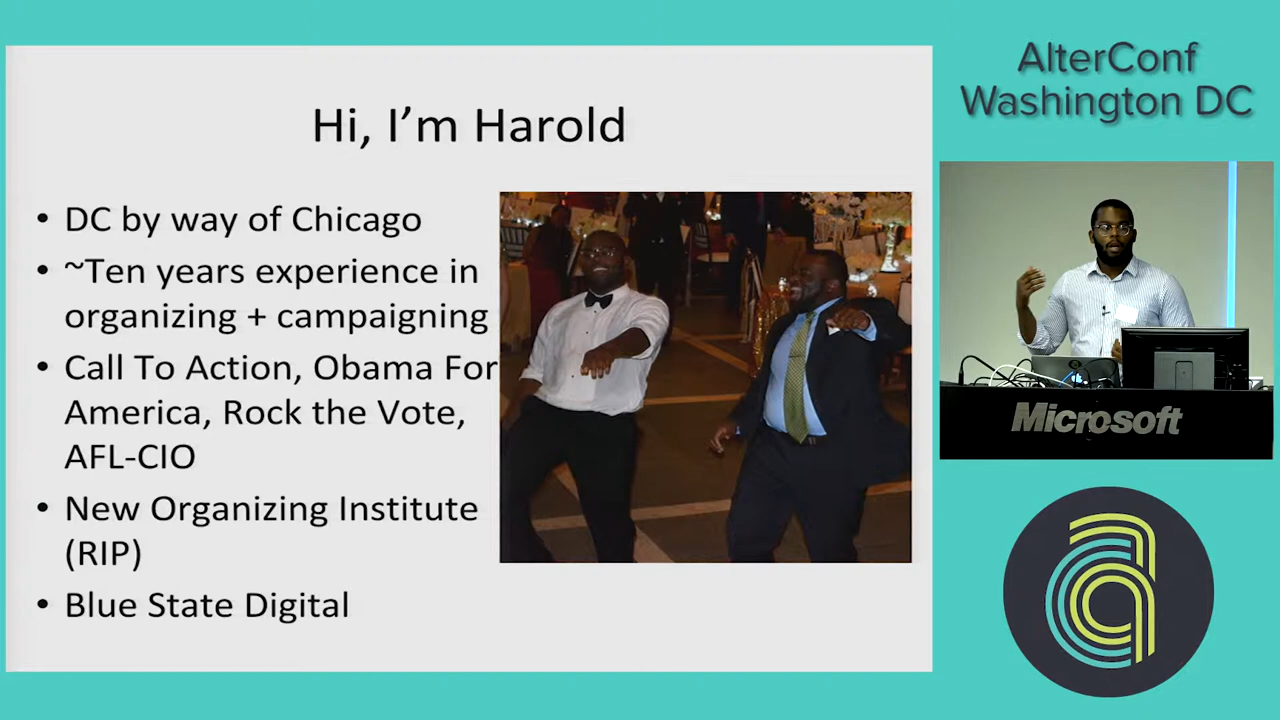 Hi, I'm Harold
• DC by way of Chicago
• ~Ten years experience in
organizing + campaigning
• Call To Action, Obama For
America, Rock the Vote,
AFL-CIO
• New Organizing Institute
(RIP)
• Blue State Digital
AlterConf
Washington DC
Microsoft